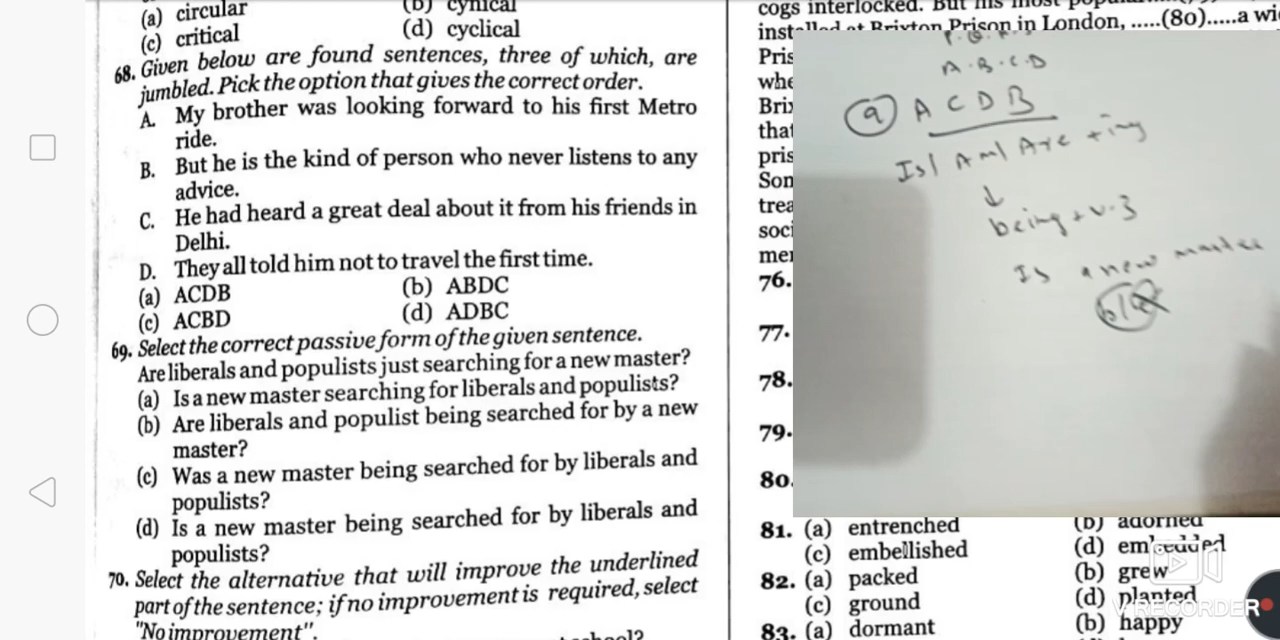 (a) circular
(b) cynical
(c) critical
(d) cyclical
68. Given below are found sentences, three of which, are
jumbled. Pick the option that gives the correct order.
A. My brother was looking forward to his first Metro
ride.
B. But he is the kind of person who never listens to any
advice.
C. He had heard a great deal about it from his friends in
Delhi.
D. They all told him not to travel the first time.
(a) ACDB
(b) ABDC
(c) ACBD
(d) ADBC
69. Select the correct passive form of the given sentence.
Are liberals and populists just searching for a new master?
(a) Is a new master searching for liberals and populists?
(b) Are liberals and populist being searched for by a new
master?
(c) Was a new master being searched for by liberals and
populists?
(d) Is a new master being searched for by liberals and
populists?
70. Select the alternative that will improve the underlined
part of the sentence; if no improvement is required, select
"No improvement".
school?
cogs interlocked. But his most
installed at Brixton Prison in London, .....(80).....a
Pris
whe
Bri
that
pris
Son
trea
soci
me
76.
77.
78.
79.
80.
A.B.C.D
(a) A C D B
Is/ Am/ Are +ing
↓
being + v.3
Is a new master
81. (a) entrenched
(b) adorned
(c) embellished
(d) embedded
82. (a) packed
(b) grew
(c) ground
(d) planted
83. (a) dormant
(b) happy
V RECORDER